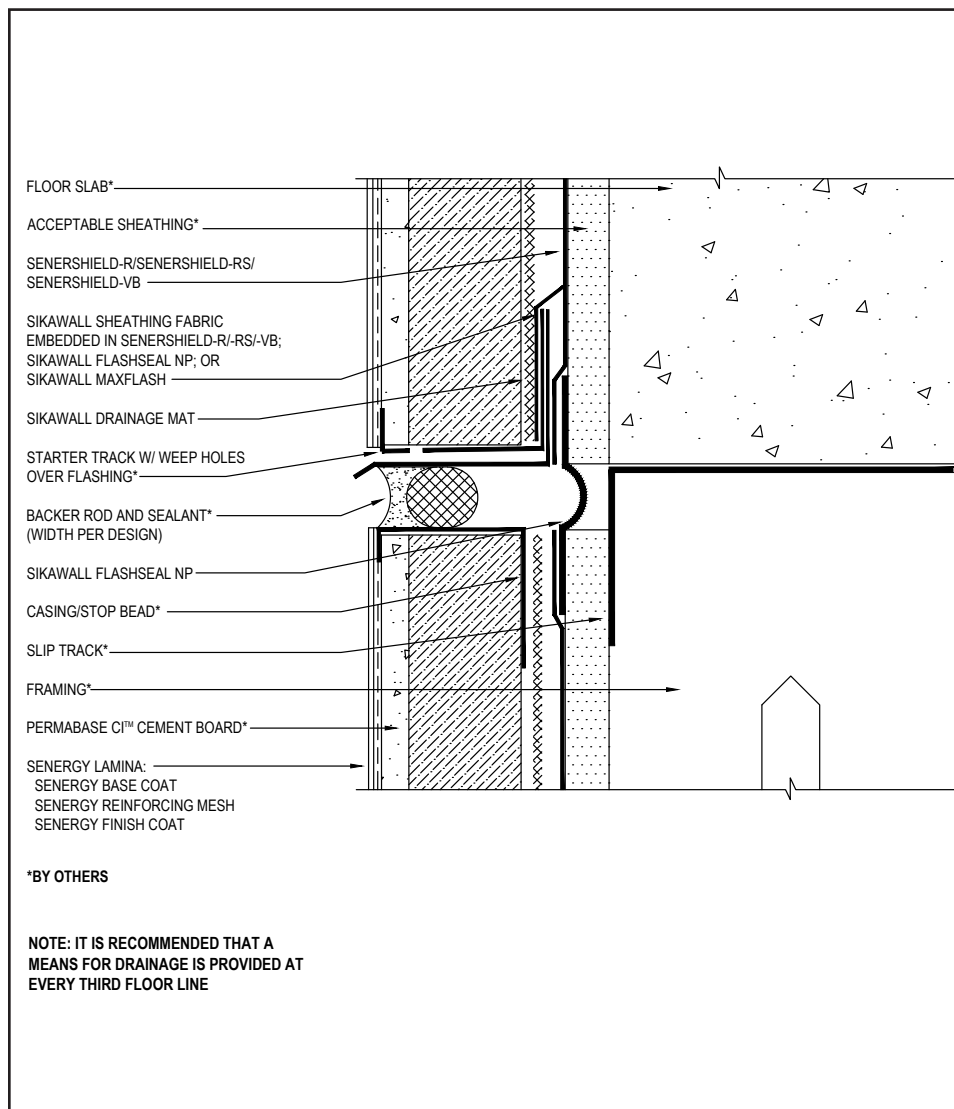 FLOOR SLAB*
ACCEPTABLE SHEATHING*
SENERSHIELD-R/SENERSHIELD-RS/
SENERSHIELD-VB
SIKAWALL SHEATHING FABRIC
EMBEDDED IN SENERSHIELD-R/-RS/-VB;
SIKAWALL FLASHSEAL NP; OR
SIKAWALL MAXFLASH
SIKAWALL DRAINAGE MAT
STARTER TRACK W/ WEEP HOLES
OVER FLASHING*
BACKER ROD AND SEALANT*
(WIDTH PER DESIGN)
SIKAWALL FLASHSEAL NP
CASING/STOP BEAD*
SLIP TRACK*
FRAMING*
PERMABASE CI™ CEMENT BOARD*
SENERGY LAMINA:
SENERGY BASE COAT
SENERGY REINFORCING MESH
SENERGY FINISH COAT
*BY OTHERS
NOTE: IT IS RECOMMENDED THAT A
MEANS FOR DRAINAGE IS PROVIDED AT
EVERY THIRD FLOOR LINE